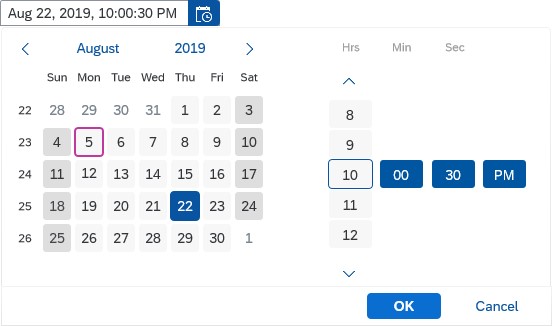 Aug 22, 2019, 10:00:30 PM
August 2019
Hrs Min Sec
Sun Mon Tue Wed Thu Fri Sat
22 28 29 30 31 1 2 3
23 4 5 6 7 8 9 10
24 11 12 13 14 15 16 17
25 18 19 20 21 22 23 24
26 25 26 27 28 29 30 1
8
9
10 00 30 PM
11
12
OK Cancel